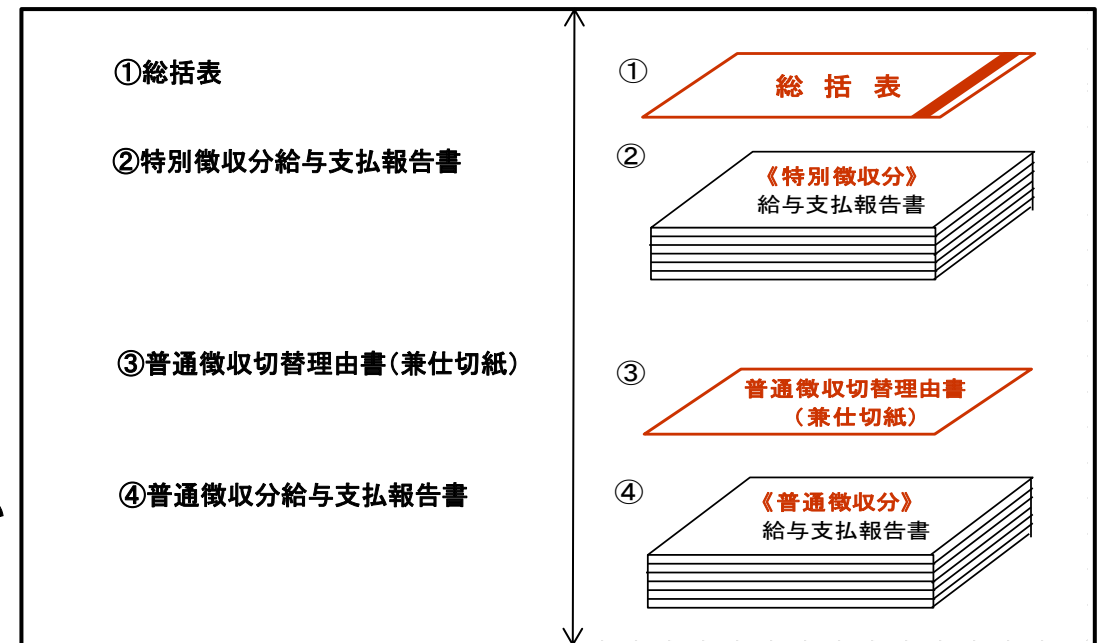 ①総括表
②特別徴収分給与支払報告書
③普通徴収切替理由書(兼仕切紙)
④普通徴収分給与支払報告書
①
総括表
②
《特別徴収分》
給与支払報告書
③
普通徴収切替理由書
(兼仕切紙)
④
《普通徴収分》
給与支払報告書